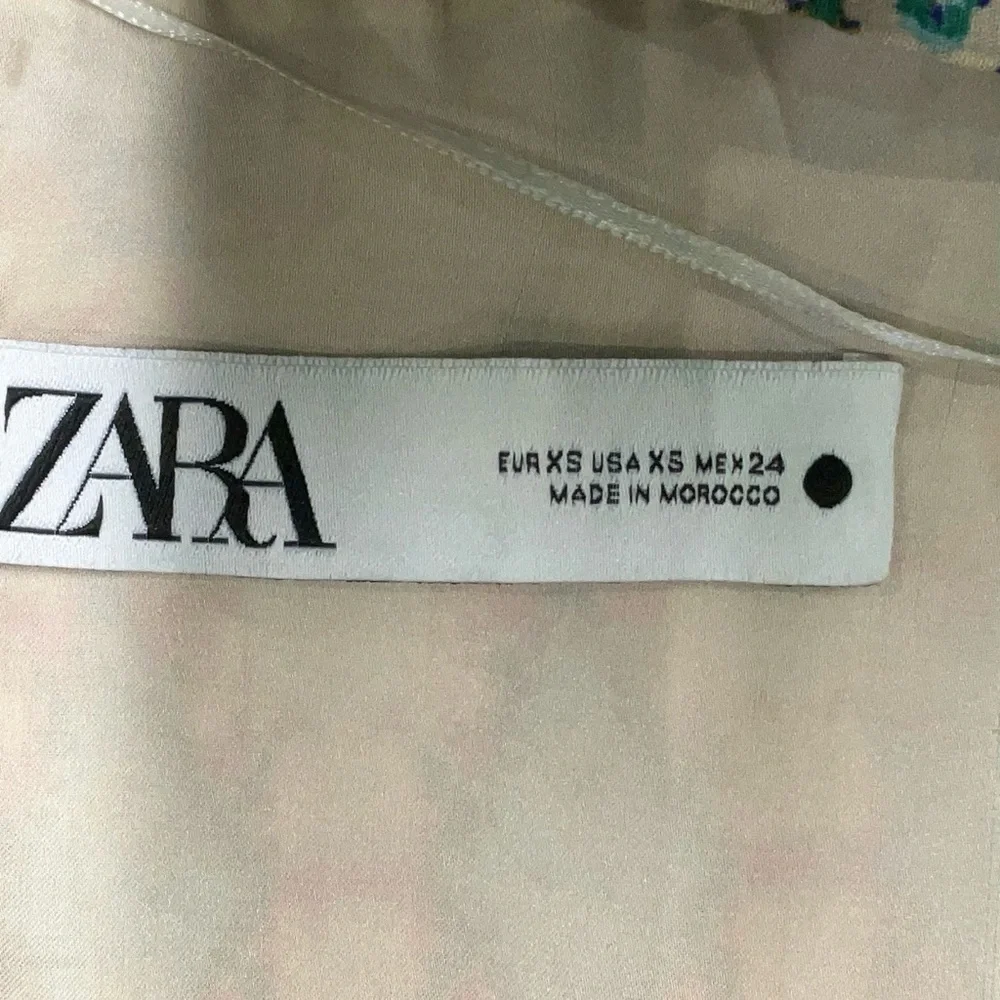 ZARA
EUR XS USA XS MEX 24
MADE IN MOROCCO